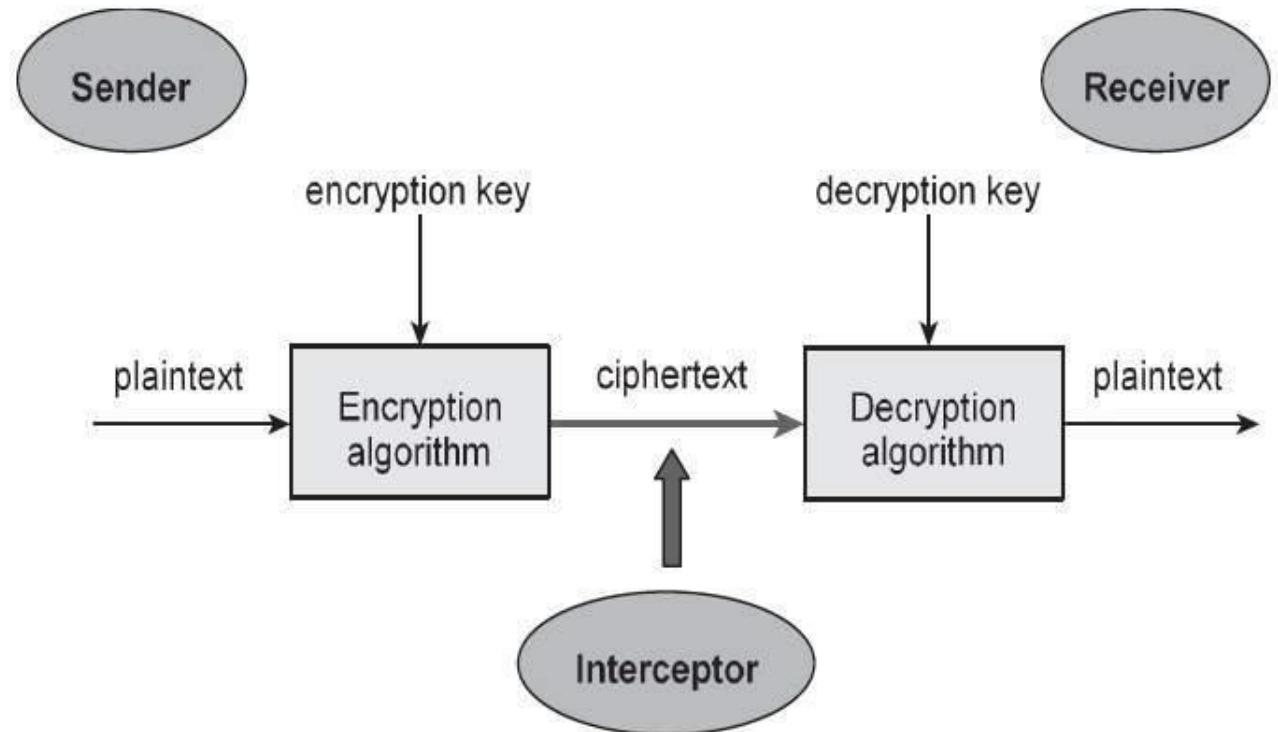 Sender
Receiver
encryption key
decryption key
plaintext
Encryption
algorithm
ciphertext
Decryption
algorithm
plaintext
Interceptor